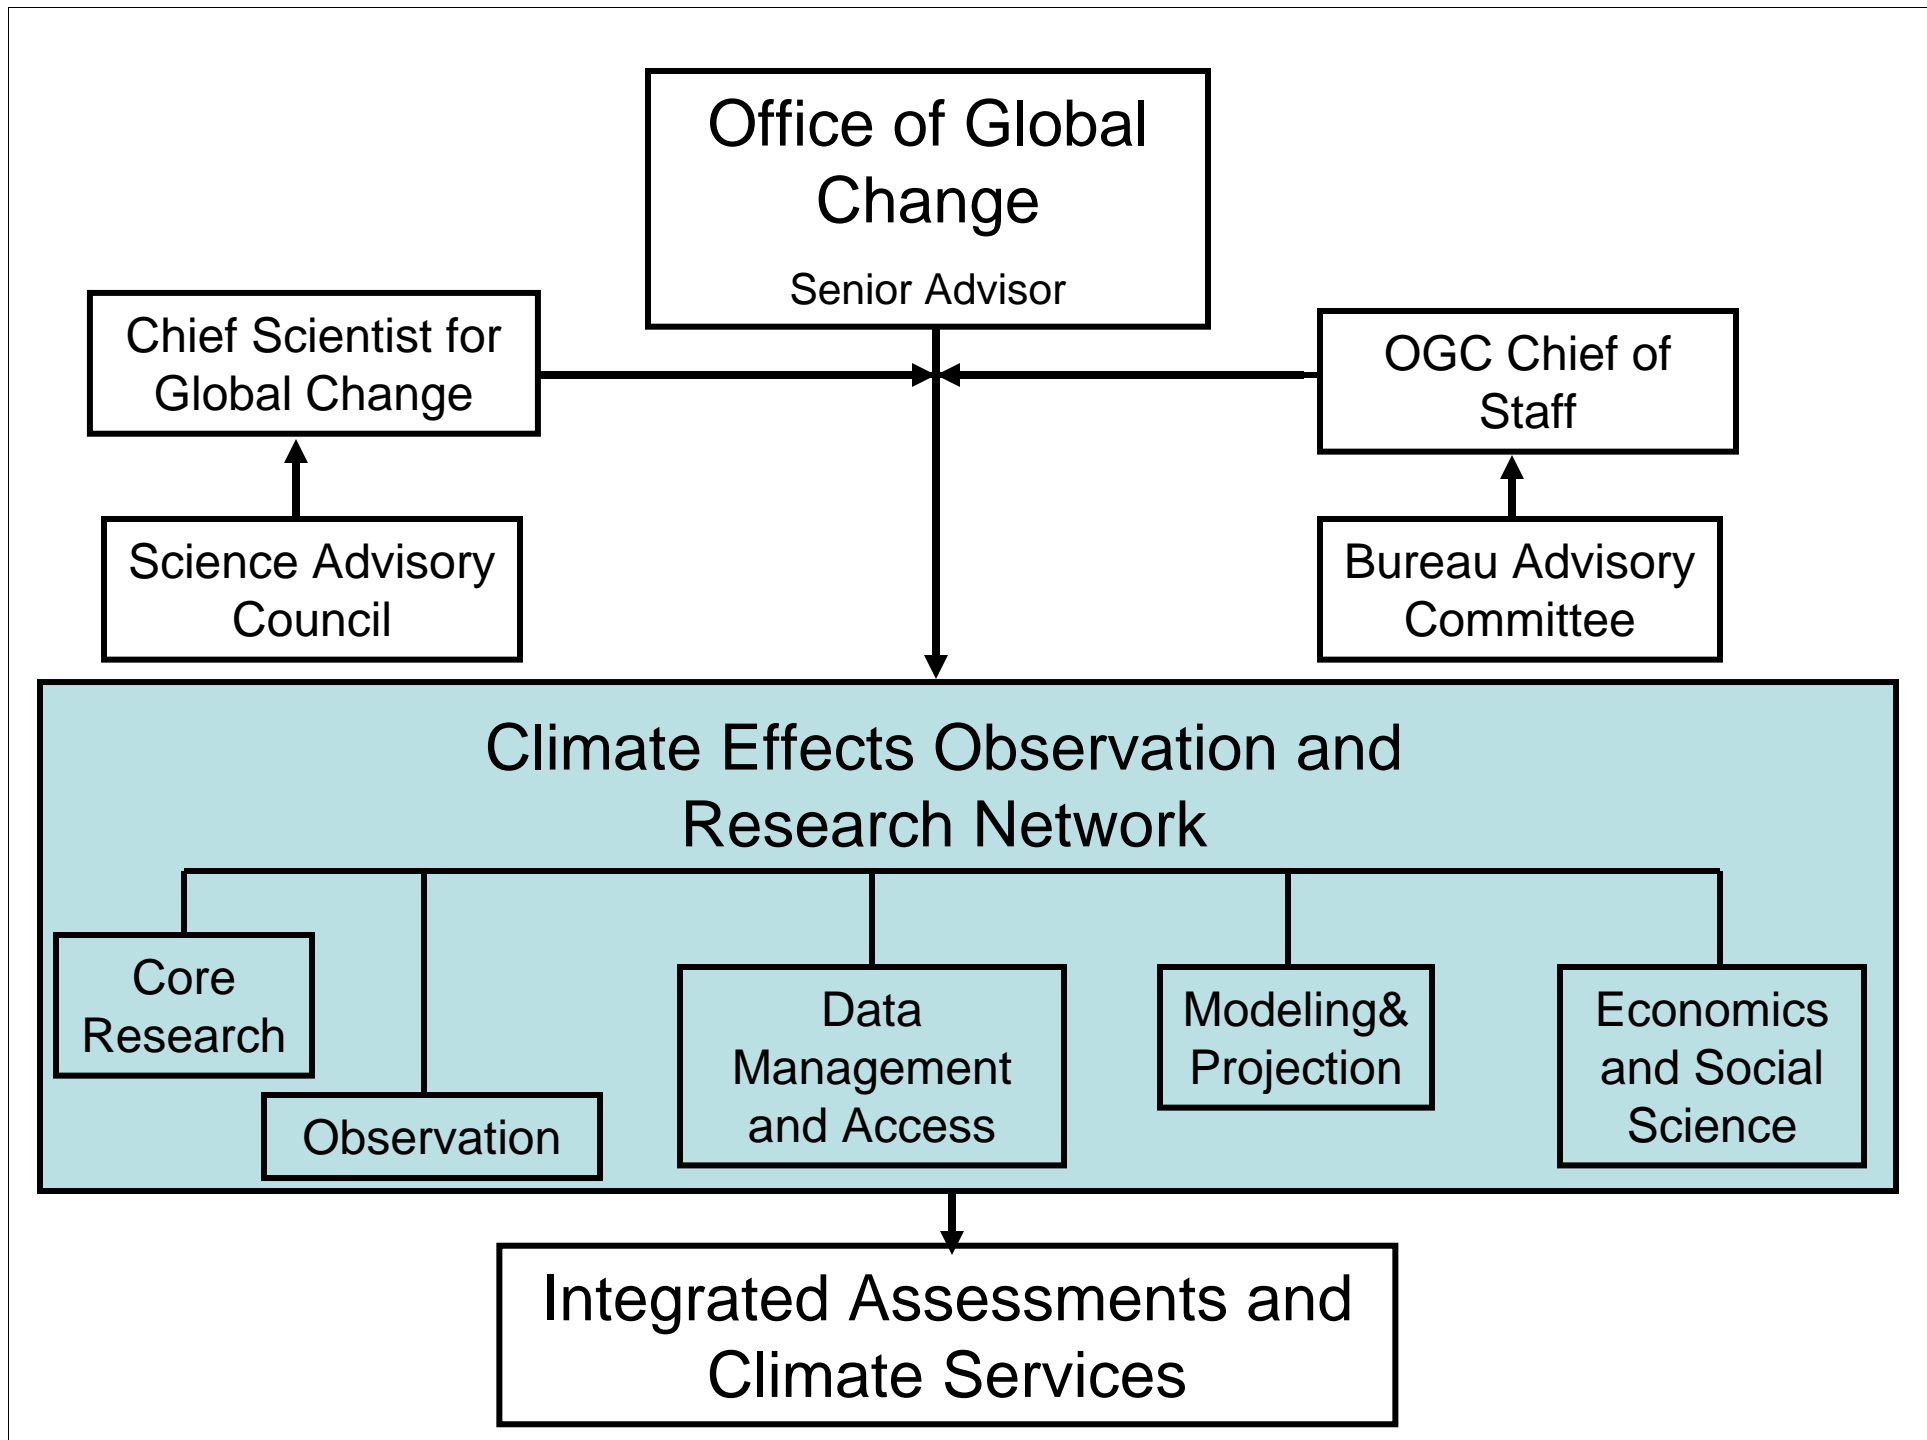 Office of Global
Change
Senior Advisor
Chief Scientist for
Global Change
OGC Chief of
Staff
Science Advisory
Council
Bureau Advisory
Committee
Climate Effects Observation and
Research Network
Core
Research
Observation
Data
Management
and Access
Modeling&
Projection
Economics
and Social
Science
Integrated Assessments and
Climate Services